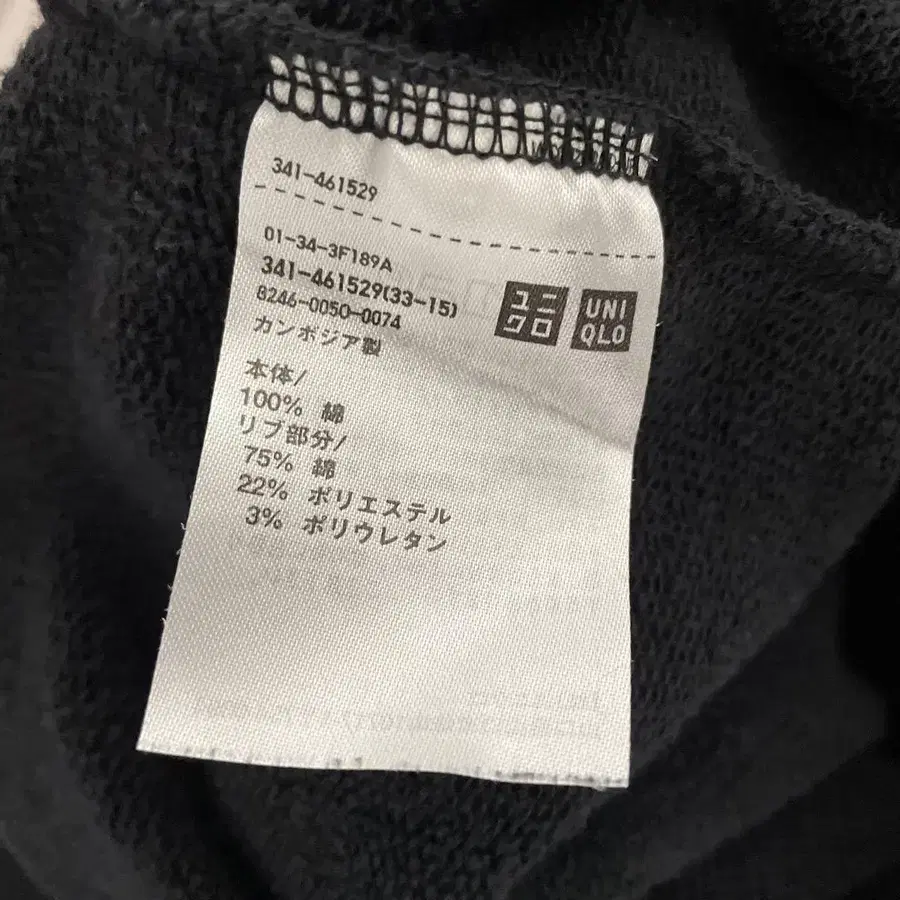 341-461529
01-34-3F189A
341-461529(33-15)
8246-0050-0074
カンボジア製
ユニ
クロ
UNI
QLO
本体/
100% 綿
リブ部分/
75% 綿
22% ポリエステル
3% ポリウレタン